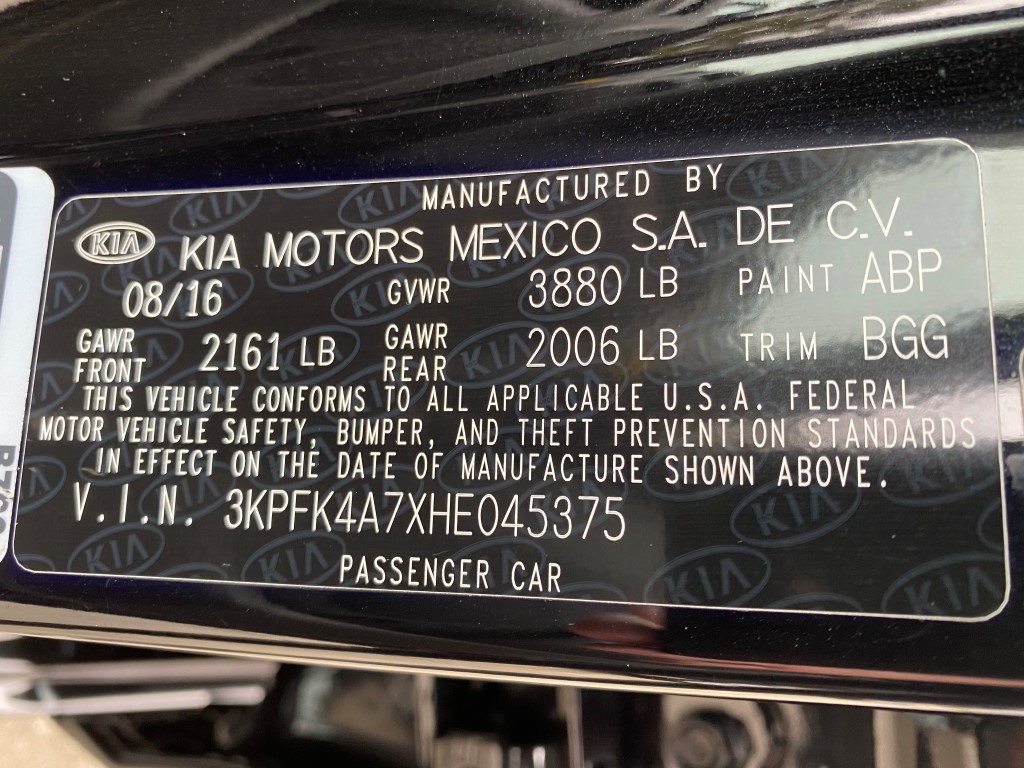 MANUFACTURED BY
KIA KIA MOTORS MEXICO S.A. DE C.V.
08/16 GVWR 3880 LB PAINT ABP
GAWR FRONT 2161 LB GAWR REAR 2006 LB TRIM BGG
THIS VEHICLE CONFORMS TO ALL APPLICABLE U.S.A. FEDERAL
MOTOR VEHICLE SAFETY, BUMPER, AND THEFT PREVENTION STANDARDS
IN EFFECT ON THE DATE OF MANUFACTURE SHOWN ABOVE.
V.I.N. 3KPFK4A7XHE045375
PASSENGER CAR